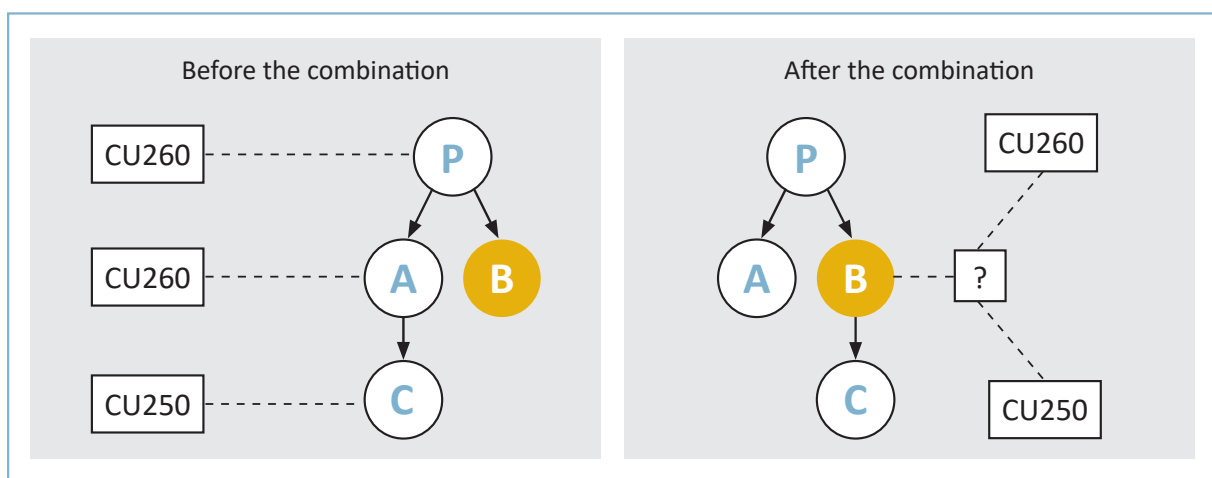 Before the combination
CU260
P
CU260
A
B
CU250
C
After the combination
P
CU260
A
B
?
C
CU250